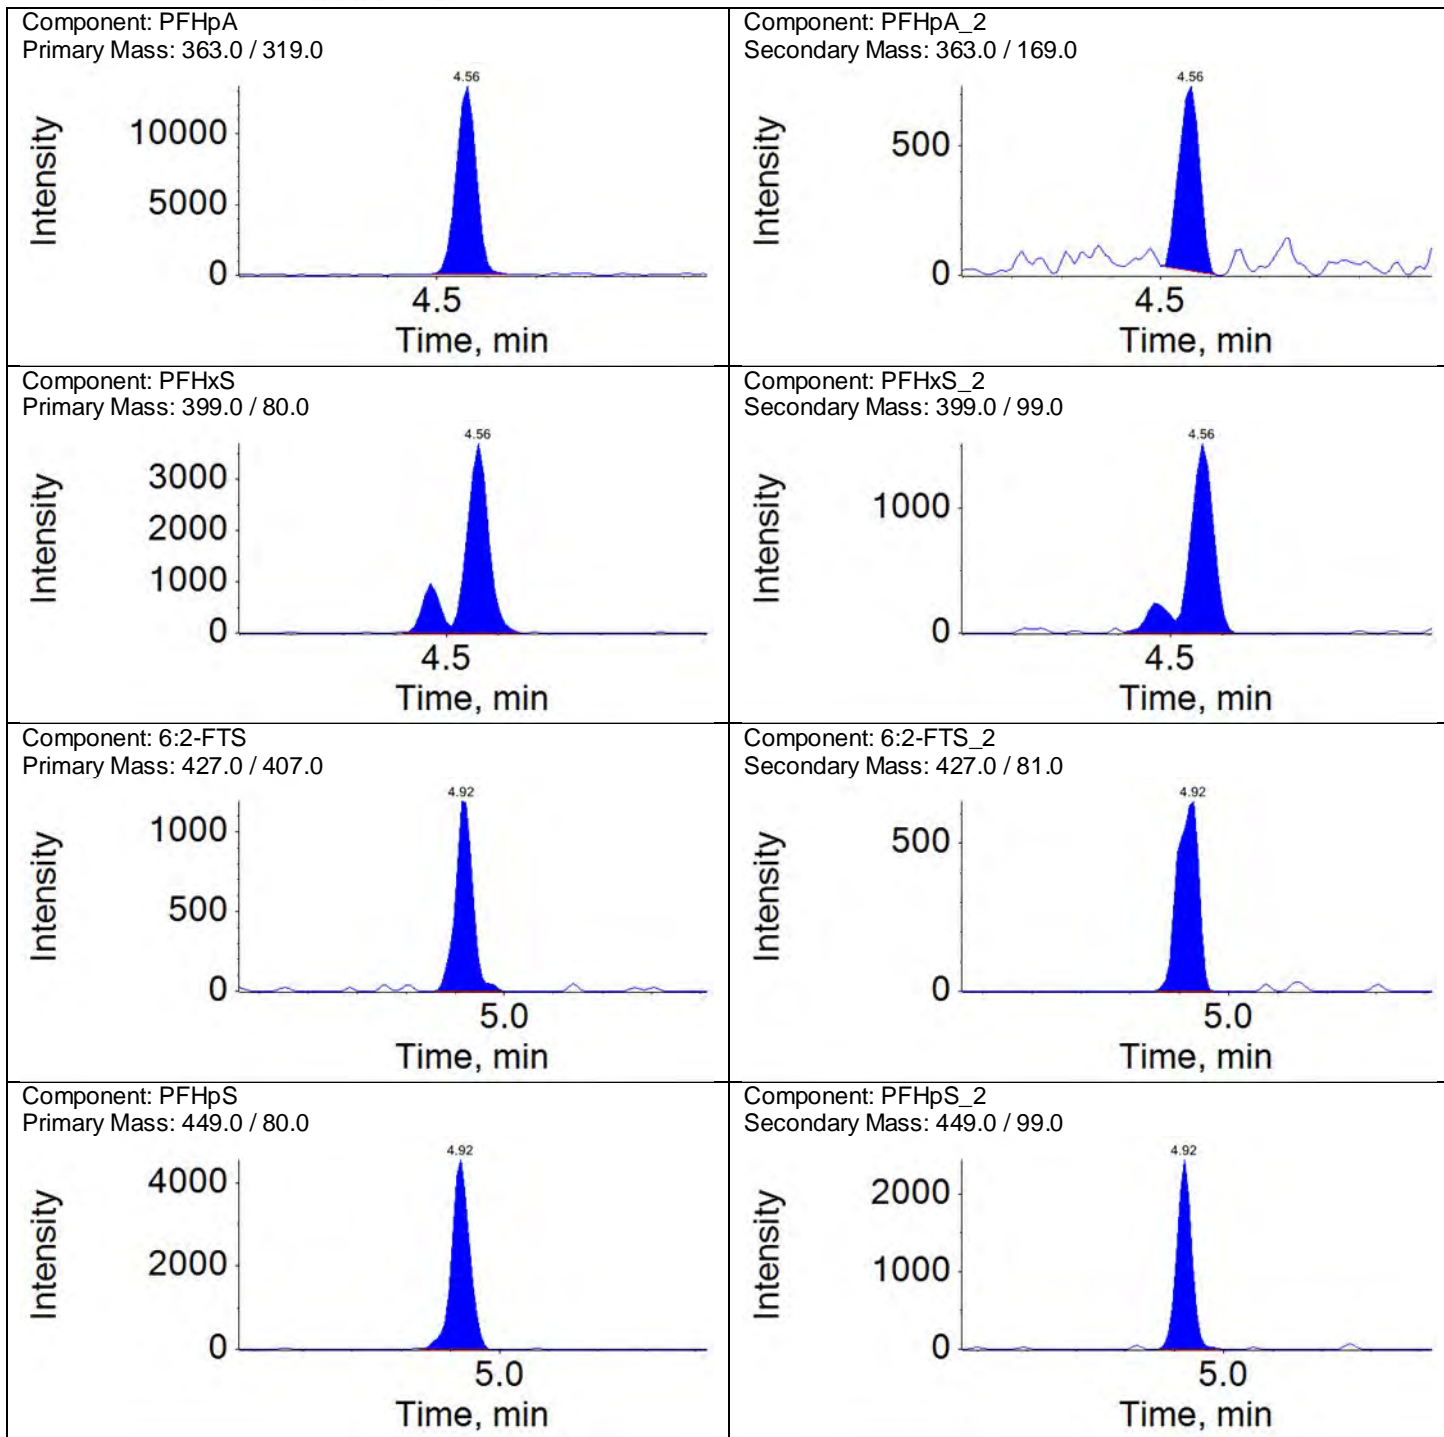 Component: PFHpA
Primary Mass: 363.0 / 319.0
4.56
Intensity
10000
5000
0
4.5
Time, min
Component: PFHpA_2
Secondary Mass: 363.0 / 169.0
4.56
Intensity
500
0
4.5
Time, min
Component: PFHxS
Primary Mass: 399.0 / 80.0
4.56
Intensity
3000
2000
1000
0
4.5
Time, min
Component: PFHxS_2
Secondary Mass: 399.0 / 99.0
4.56
Intensity
1000
0
4.5
Time, min
Component: 6:2-FTS
Primary Mass: 427.0 / 407.0
4.92
Intensity
1000
500
0
5.0
Time, min
Component: 6:2-FTS_2
Secondary Mass: 427.0 / 81.0
4.92
Intensity
500
0
5.0
Time, min
Component: PFHpS
Primary Mass: 449.0 / 80.0
4.92
Intensity
4000
2000
0
5.0
Time, min
Component: PFHpS_2
Secondary Mass: 449.0 / 99.0
4.92
Intensity
2000
1000
0
5.0
Time, min